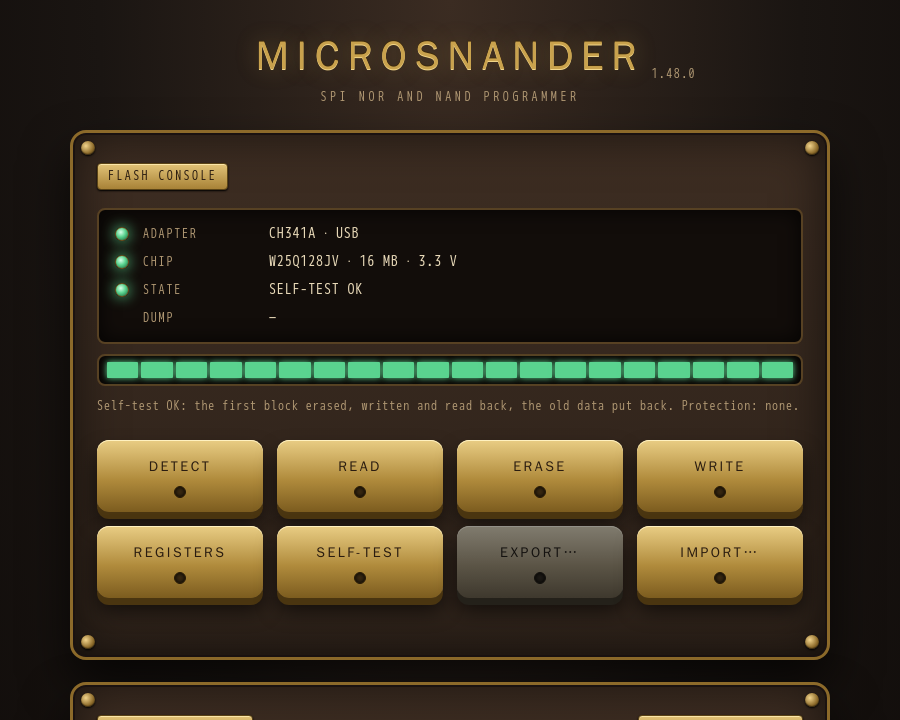 MICROSNANDER 1.48.0
SPI NOR AND NAND PROGRAMMER
FLASH CONSOLE
ADAPTER CH341A · USB
CHIP W25Q128JV · 16 MB · 3.3 V
STATE SELF-TEST OK
DUMP —
Self-test OK: the first block erased, written and read back, the old data put back. Protection: none.
DETECT READ ERASE WRITE
REGISTERS SELF-TEST EXPORT… IMPORT…